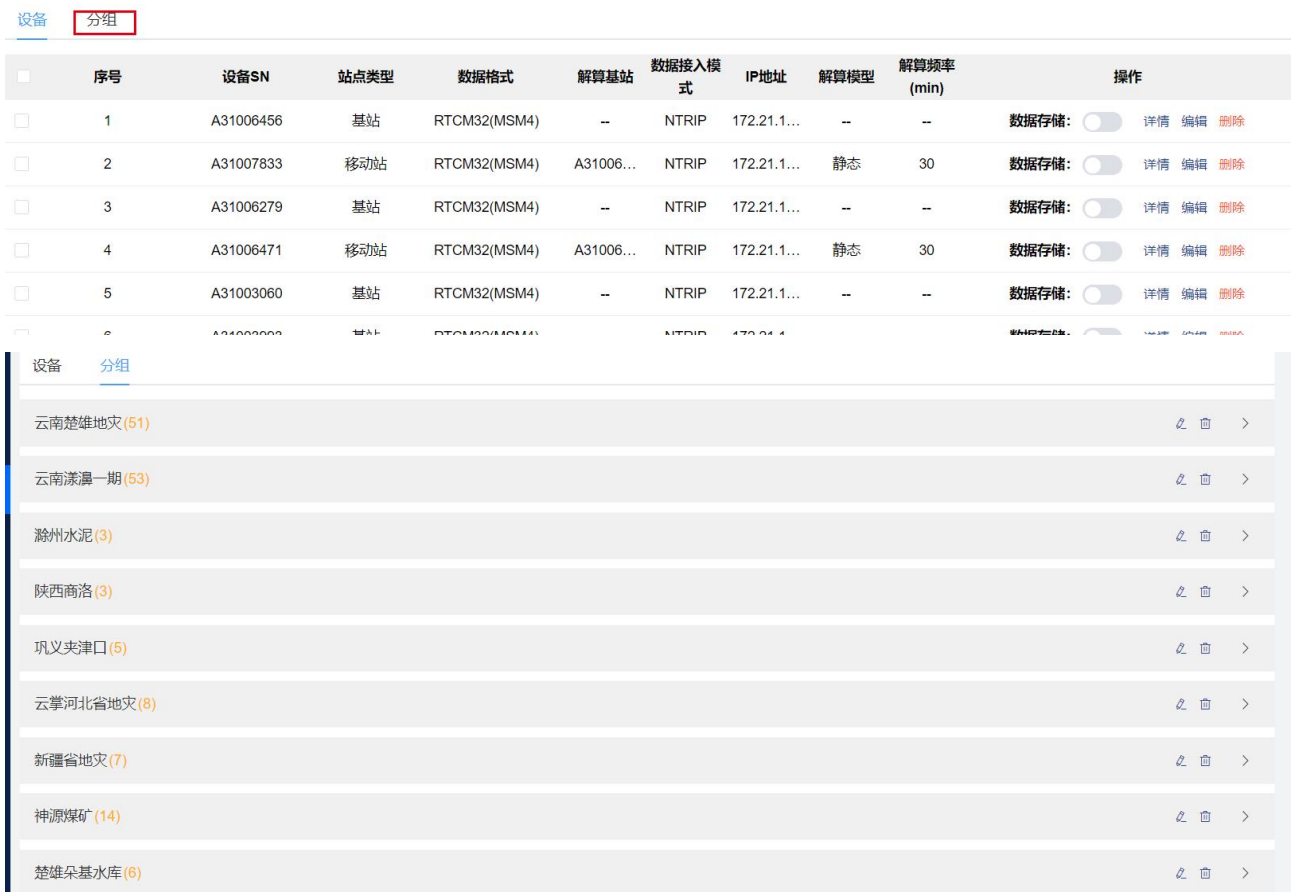 设备 分组
序号 设备SN 站点类型 数据格式 解算基站 数据接入模式 IP地址 解算模型 解算频率(min) 操作
1 A31006456 基站 RTCM32(MSM4) -- NTRIP 172.21.1... -- -- 数据存储: 详情 编辑 删除
2 A31007833 移动站 RTCM32(MSM4) A31006... NTRIP 172.21.1... 静态 30 数据存储: 详情 编辑 删除
3 A31006279 基站 RTCM32(MSM4) -- NTRIP 172.21.1... -- -- 数据存储: 详情 编辑 删除
4 A31006471 移动站 RTCM32(MSM4) A31006... NTRIP 172.21.1... 静态 30 数据存储: 详情 编辑 删除
5 A31003060 基站 RTCM32(MSM4) -- NTRIP 172.21.1... -- -- 数据存储: 详情 编辑 删除
设备 分组
云南楚雄地灾(51)
云南漾濞一期(53)
滁州水泥(3)
陕西商洛(3)
巩义夹津口(5)
云掌河北省地灾(8)
新疆省地灾(7)
神源煤矿(14)
楚雄朵基水库(6)